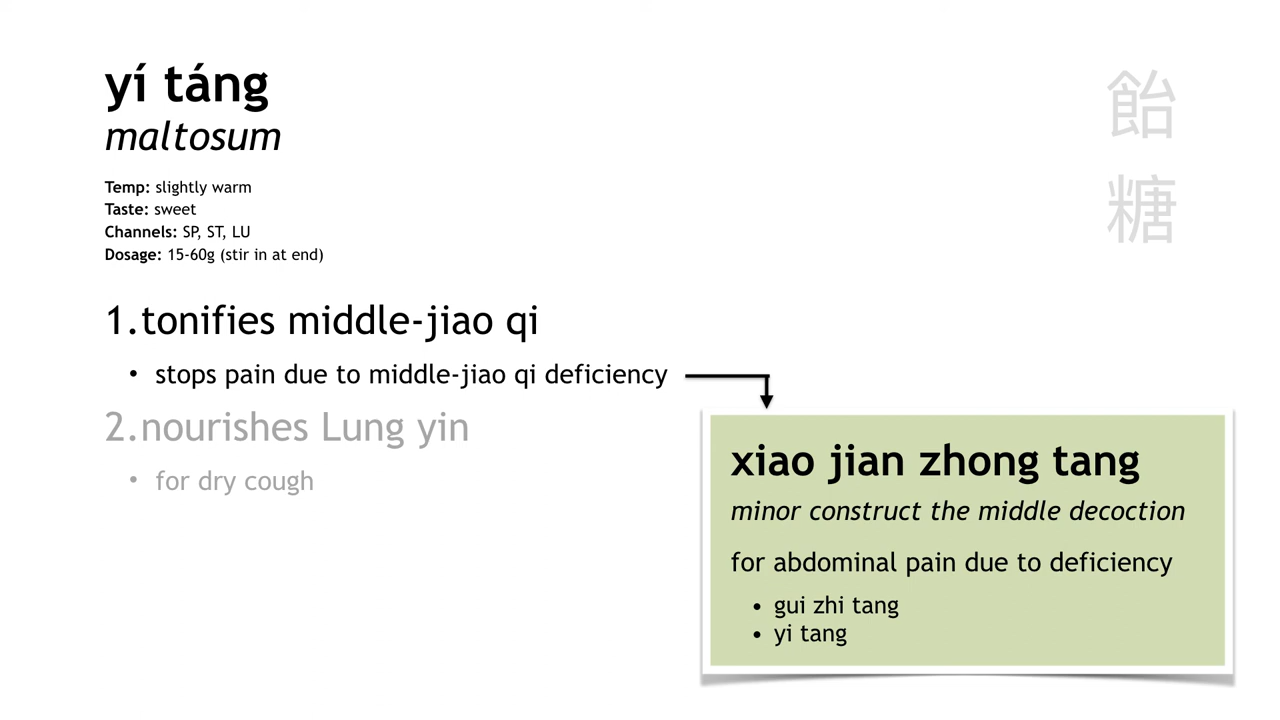 yí táng
maltosum
飴
糖
Temp: slightly warm
Taste: sweet
Channels: SP, ST, LU
Dosage: 15-60g (stir in at end)
1.tonifies middle-jiao qi
• stops pain due to middle-jiao qi deficiency
2.nourishes Lung yin
• for dry cough
xiao jian zhong tang
minor construct the middle decoction
for abdominal pain due to deficiency
• gui zhi tang
• yi tang